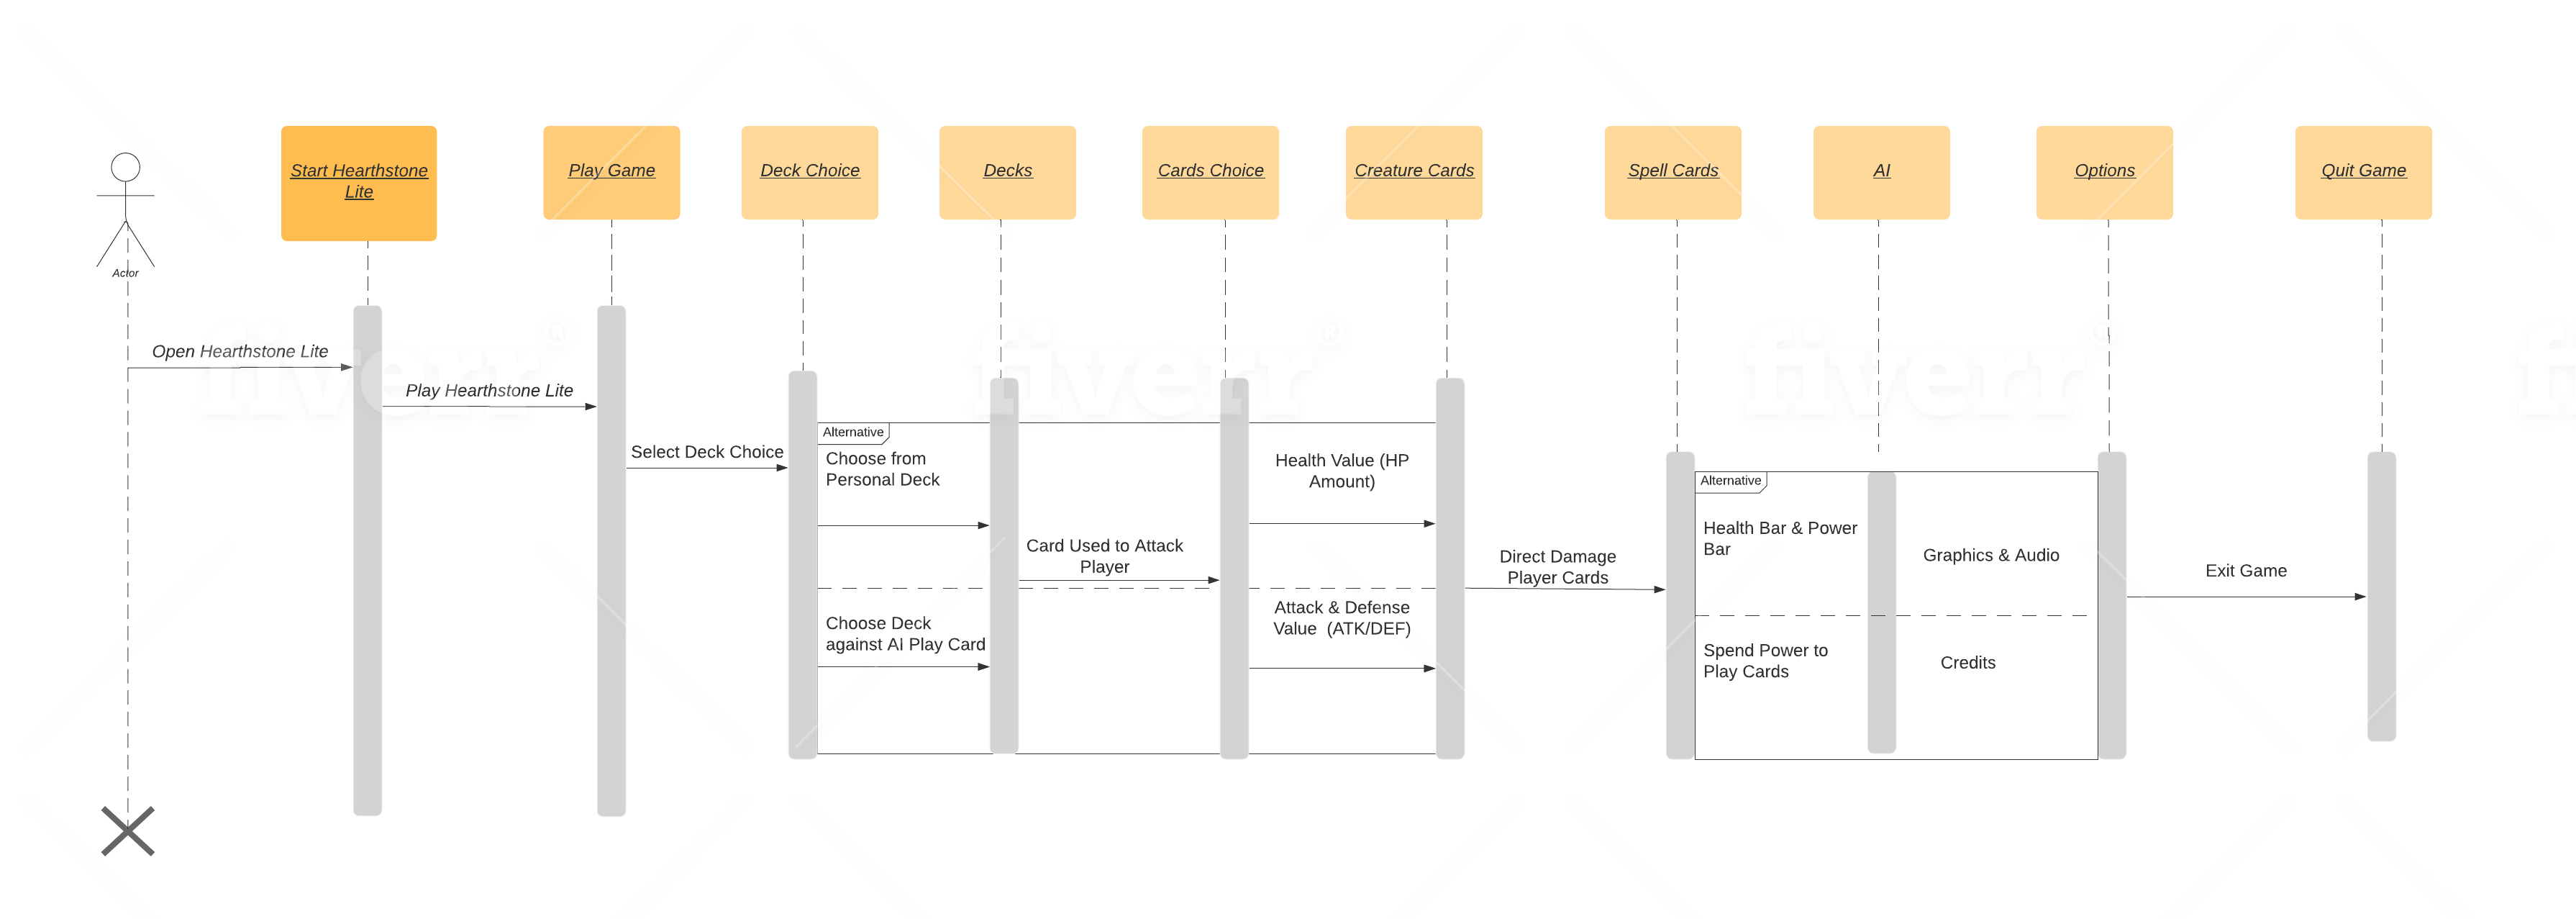 Start Hearthstone
Lite
Play Game
Deck Choice
Decks
Cards Choice
Creature Cards
Spell Cards
AI
Options
Quit Game
Actor
Open Hearthstone Lite
fiverr®
fiverr®
fiverr®
Play Hearthstone Lite
Select Deck Choice
Alternative
Choose from
Personal Deck
Health Value (HP
Amount)
Card Used to Attack
Player
Choose Deck
against AI Play Card
Attack & Defense
Value (ATK/DEF)
Direct Damage
Player Cards
Alternative
Health Bar & Power
Bar
Graphics & Audio
Spend Power to
Play Cards
Credits
Exit Game